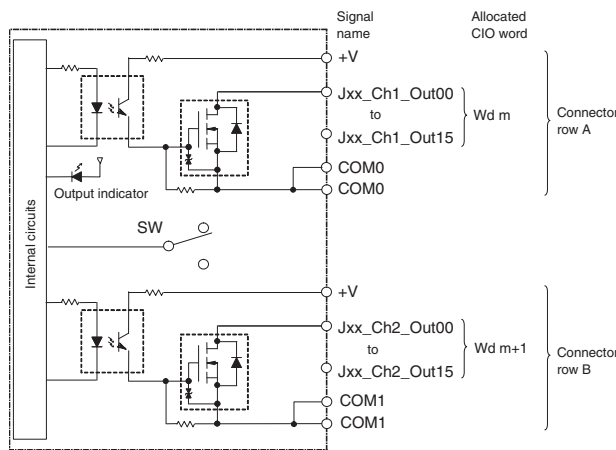 Signal name
Allocated CIO word
+V
Jxx_Ch1_Out00
to
Jxx_Ch1_Out15
Wd m
Connector row A
COM0
COM0
Output indicator
SW
Internal circuits
+V
Jxx_Ch2_Out00
to
Jxx_Ch2_Out15
Wd m+1
Connector row B
COM1
COM1